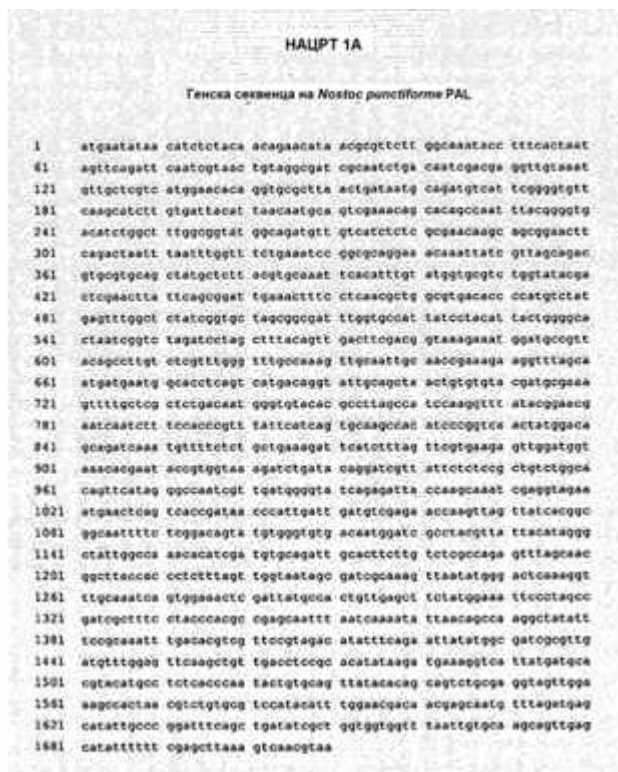 НАЦРТ 1А
Генска секвенца на Nostoc punctiforme PAL
1 atgaatataa catctctaca acagaacata acgcgttctt ggcaaatacc tttcactaat
61 agttcagatt caatcgtaac tgtaggcgat cgcaatctga caatcgacga ggttgtaaat
121 gttgctcgtc atggaacaca ggtgcgctta actgataatg cagatgtcat tcggggtgtt
181 caagcatctt gtgattacat taacaatgca gtcgaaacag cacagccaat ttacggggtg
241 acatctggct ttggcggtat ggcagatgtt gtcatctctc gcgaacaagc agcggaactt
301 cagactaatt taatttggtt tctgaaatcc ggcgcaggaa acaaattatc gttagcagac
361 gtgcgtgcag ctatgctctt acgtgcaaat tcacatttgt atggtgcgtc tggtatacga
421 ctcgaactta ttcagcggat tgaaactttc ctcaacgctg gcgtgacacc ccatgtctat
481 gagtttggct ctatcggtgc tagcggcgat ttggtgccat tatcctacat tactggggca
541 ctaatcggtc tagatcctag ctttacagtt gacttcgacg gtaaagaaat ggatgccgtt
601 acagccttgt ctcgtttggg tttgccaaag ttgcaattgc aaccgaaaga aggtttagca
661 atgatgaatg gcacctcagt catgacaggt attgcagcta actgtgtgta cgatgcgaaa
721 gttttgctcg ctctgacaat gggtgtacac gccttagcca tccaaggttt atacggaacg
781 aatcaatctt tccacccgtt tattcatcag tgcaagccac atcccggtca actatggaca
841 gcagatcaaa tgttttctct gctgaaagat tcatctttag ttcgtgaaga gttggatggt
901 aaacacgaat accgtggtaa agatctgata caggatcgtt attctctccg ctgtctggca
961 cagttcatag ggccaatcgt tgatggggta tcagagatta ccaagcaaat cgaggtagaa
1021 atgaactcag tcaccgataa cccattgatt gatgtcgaga accaagttag ttatcacggc
1081 ggcaattttc tcggacagta tgtgggtgtg acaatggatc gcctacgtta ttacataggg
1141 ctattggcca aacacatcga tgtgcagatt gcacttcttg tctcgccaga gtttagcaac
1201 ggcttaccac cctctttagt tggtaatagc gatcgcaaag ttaatatggg actcaaaggt
1261 ttgcaaatca gtggaaactc gattatgcca ctgttgagct tctatggaaa ttccctagcc
1321 gatcgctttc ctacccacgc cgagcaattt aatcaaaata ttaacagcca aggctatatt
1381 tccgcaaatt tgacacgtcg ttccgtagac atatttcaga attatatggc gatcgcgttg
1441 atgtttggag ttcaagctgt tgacctccgc acatataaga tgaaaggtca ttatgatgca
1501 cgtacatgcc tctcacccaa tactgtgcag ttatacacag cagtctgcga ggtagttgga
1561 aagccactaa cgtctgtgcg tccatacatt tggaacgaca acgagcaatg tttagatgag
1621 catattgccc ggatttcagc tgatatcgct ggtggtggtt taattgtgca agcagttgag
1681 catatttttt cgagcttaaa gtcaacgtaa